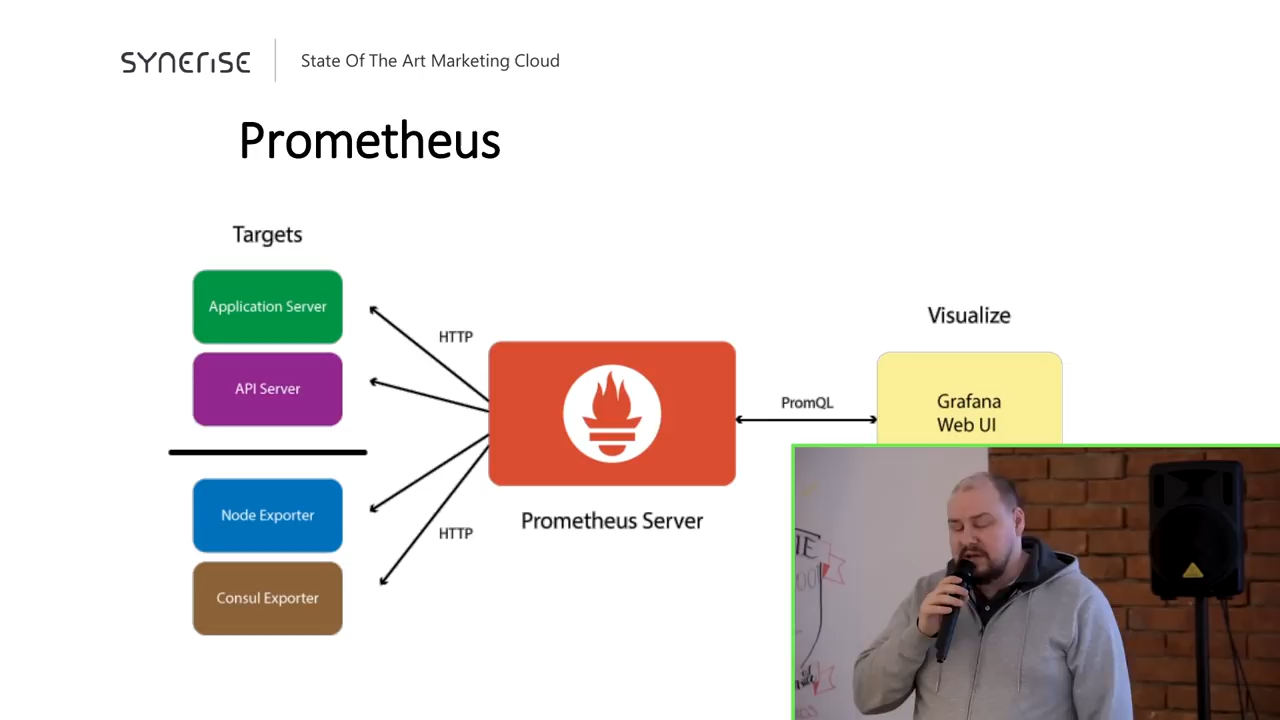 SYNERISE
State Of The Art Marketing Cloud
Prometheus
Targets
Application Server
API Server
Node Exporter
Consul Exporter
HTTP
HTTP
Prometheus Server
PromQL
Visualize
Grafana
Web UI